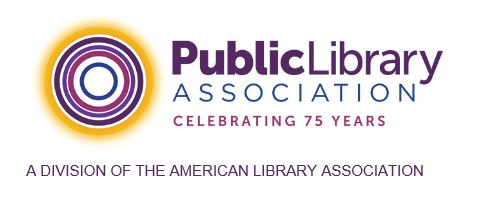 PublicLibrary
ASSOCIATION
CELEBRATING 75 YEARS
A DIVISION OF THE AMERICAN LIBRARY ASSOCIATION